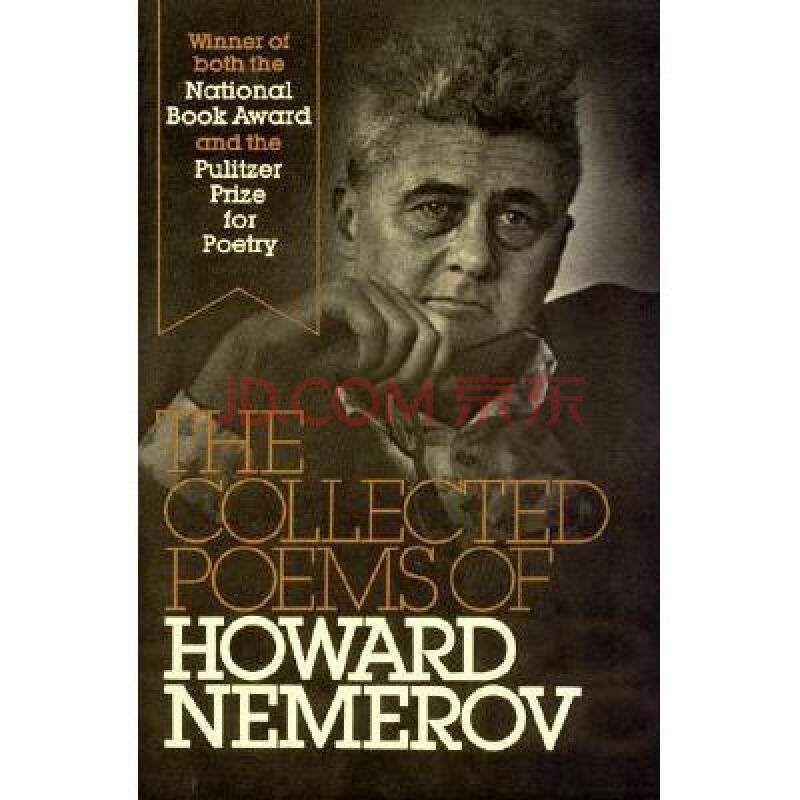 Winner of
both the
National
Book Award
and the
Pulitzer
Prize
for
Poetry
JD.COM 京东
THE
COLLECTED
POEMS OF
HOWARD
NEMEROV